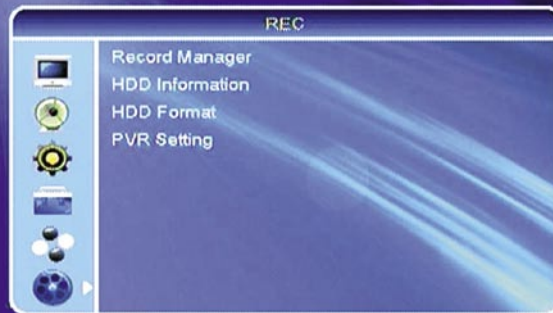 REC
Record Manager
HDD Information
HDD Format
PVR Setting